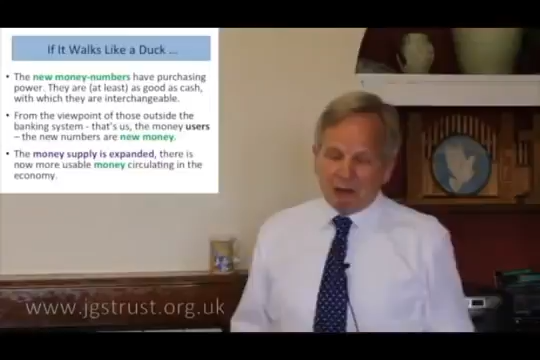 If It Walks Like a Duck ...
• The new money-numbers have purchasing
power. They are (at least) as good as cash,
with which they are interchangeable.
• From the viewpoint of those outside the
banking system - that's us, the money users
– the new numbers are new money.
• The money supply is expanded, there is
now more usable money circulating in the
economy.
www.jgstrust.org.uk